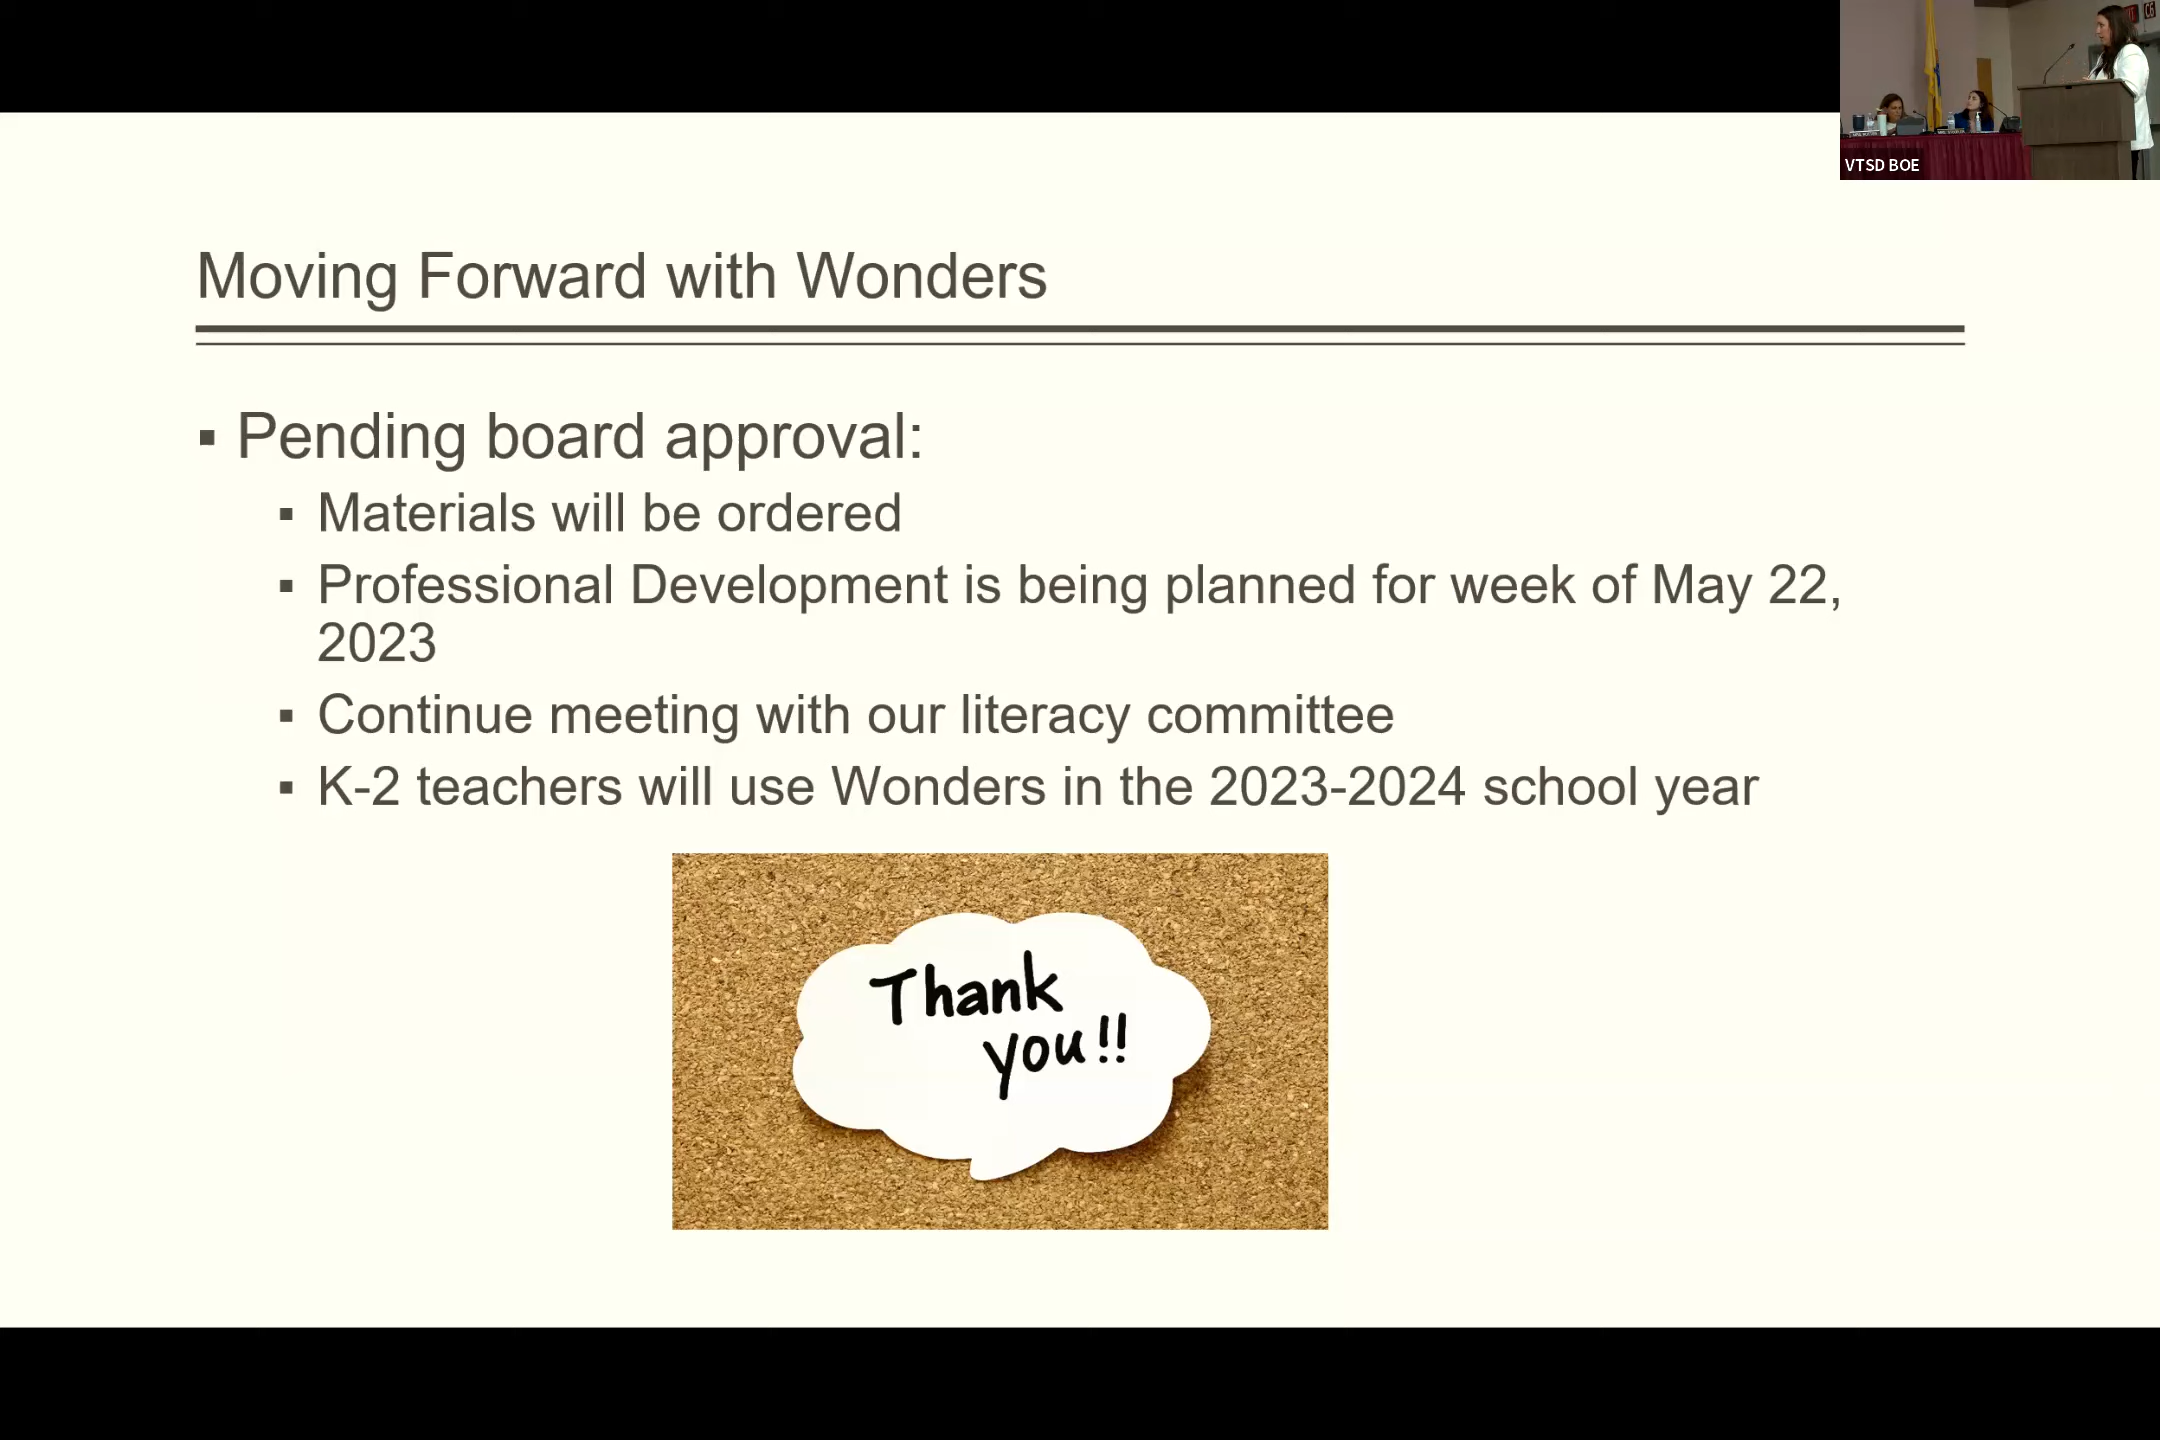 VTSD BOE
Moving Forward with Wonders
▪ Pending board approval:
▪ Materials will be ordered
▪ Professional Development is being planned for week of May 22,
2023
▪ Continue meeting with our literacy committee
▪ K-2 teachers will use Wonders in the 2023-2024 school year
Thank
you!!